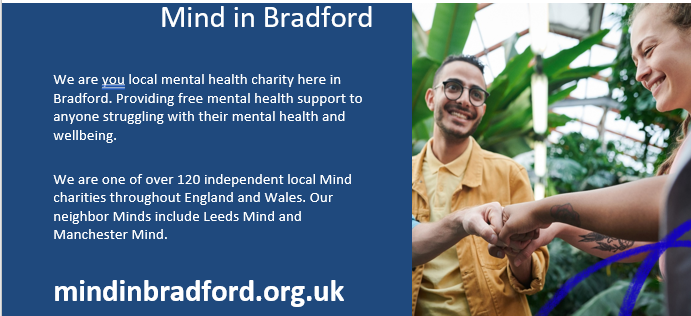 Mind in Bradford
We are you local mental health charity here in
Bradford. Providing free mental health support to
anyone struggling with their mental health and
wellbeing.
We are one of over 120 independent local Mind
charities throughout England and Wales. Our
neighbor Minds include Leeds Mind and
Manchester Mind.
mindinbradford.org.uk